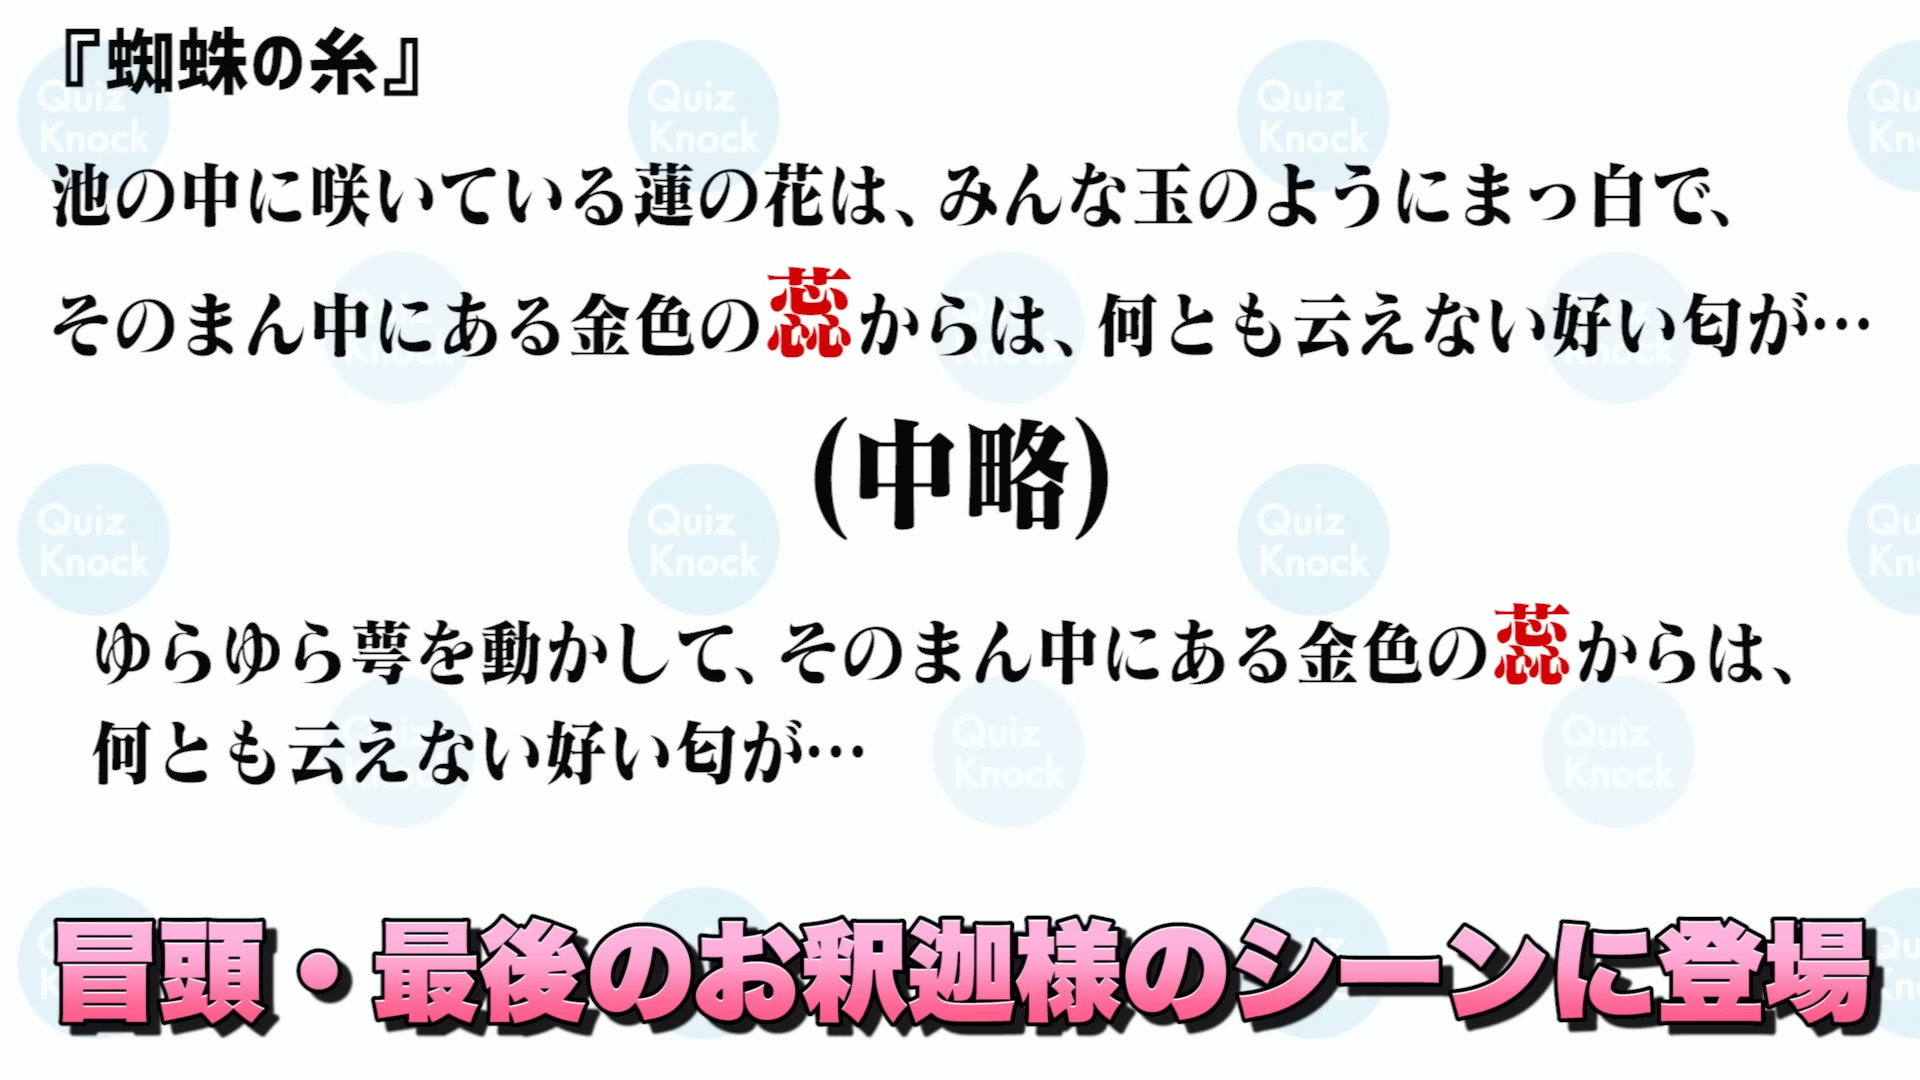 『蜘蛛の糸』
池の中に咲いている蓮の花は、みんな玉のようにまっ白で、
そのまん中にある金色の蕊からは、何とも云えない好い匂が…
(中略)
ゆらゆら萼を動かして、そのまん中にある金色の蕊からは、
何とも云えない好い匂が…
冒頭・最後のお釈迦様のシーンに登場
Quiz
Knock